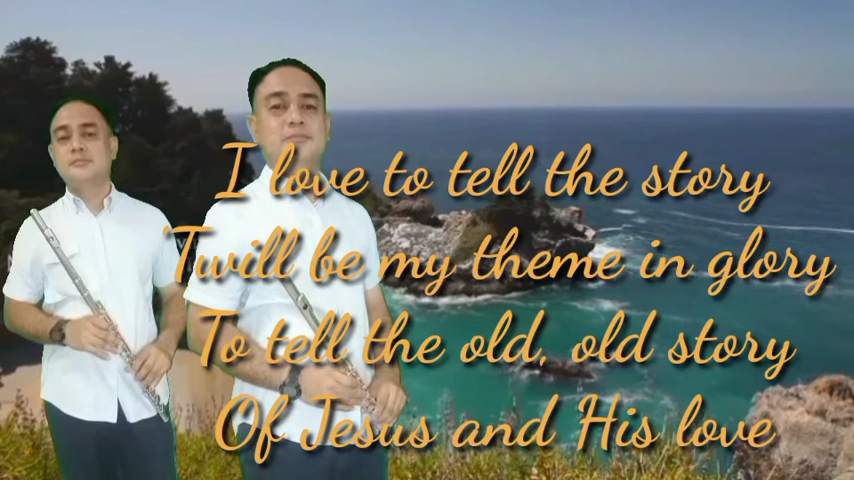 I love to tell the story
'Twill be my theme in glory
To tell the old, old story
Of Jesus and His love